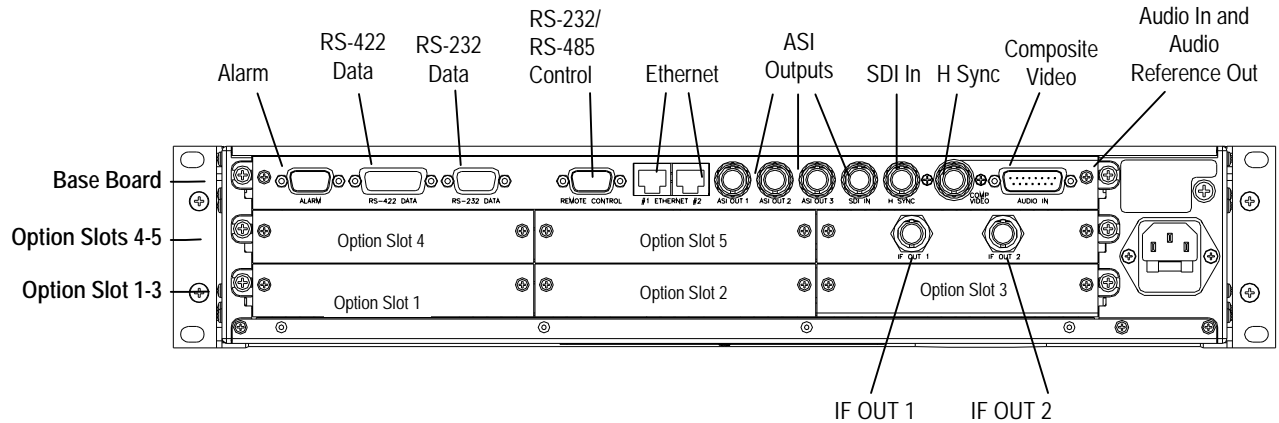 RS-232/
RS-485
Control
Audio In and
Audio
Reference Out
RS-422
Data
RS-232
Data
ASI
Outputs
Composite
Video
Alarm
Ethernet
SDI In
H Sync
Base Board
ALARM
RS-422 DATA
RS-232 DATA
REMOTE CONTROL
#1 ETHERNET #2
ASI OUT 1
ASI OUT 2
ASI OUT 3
SDI IN
H SYNC
COMP
VIDEO
AUDIO IN
Option Slots 4-5
Option Slot 4
Option Slot 5
IF OUT 1
IF OUT 2
Option Slot 1-3
Option Slot 1
Option Slot 2
Option Slot 3
IF OUT 1
IF OUT 2